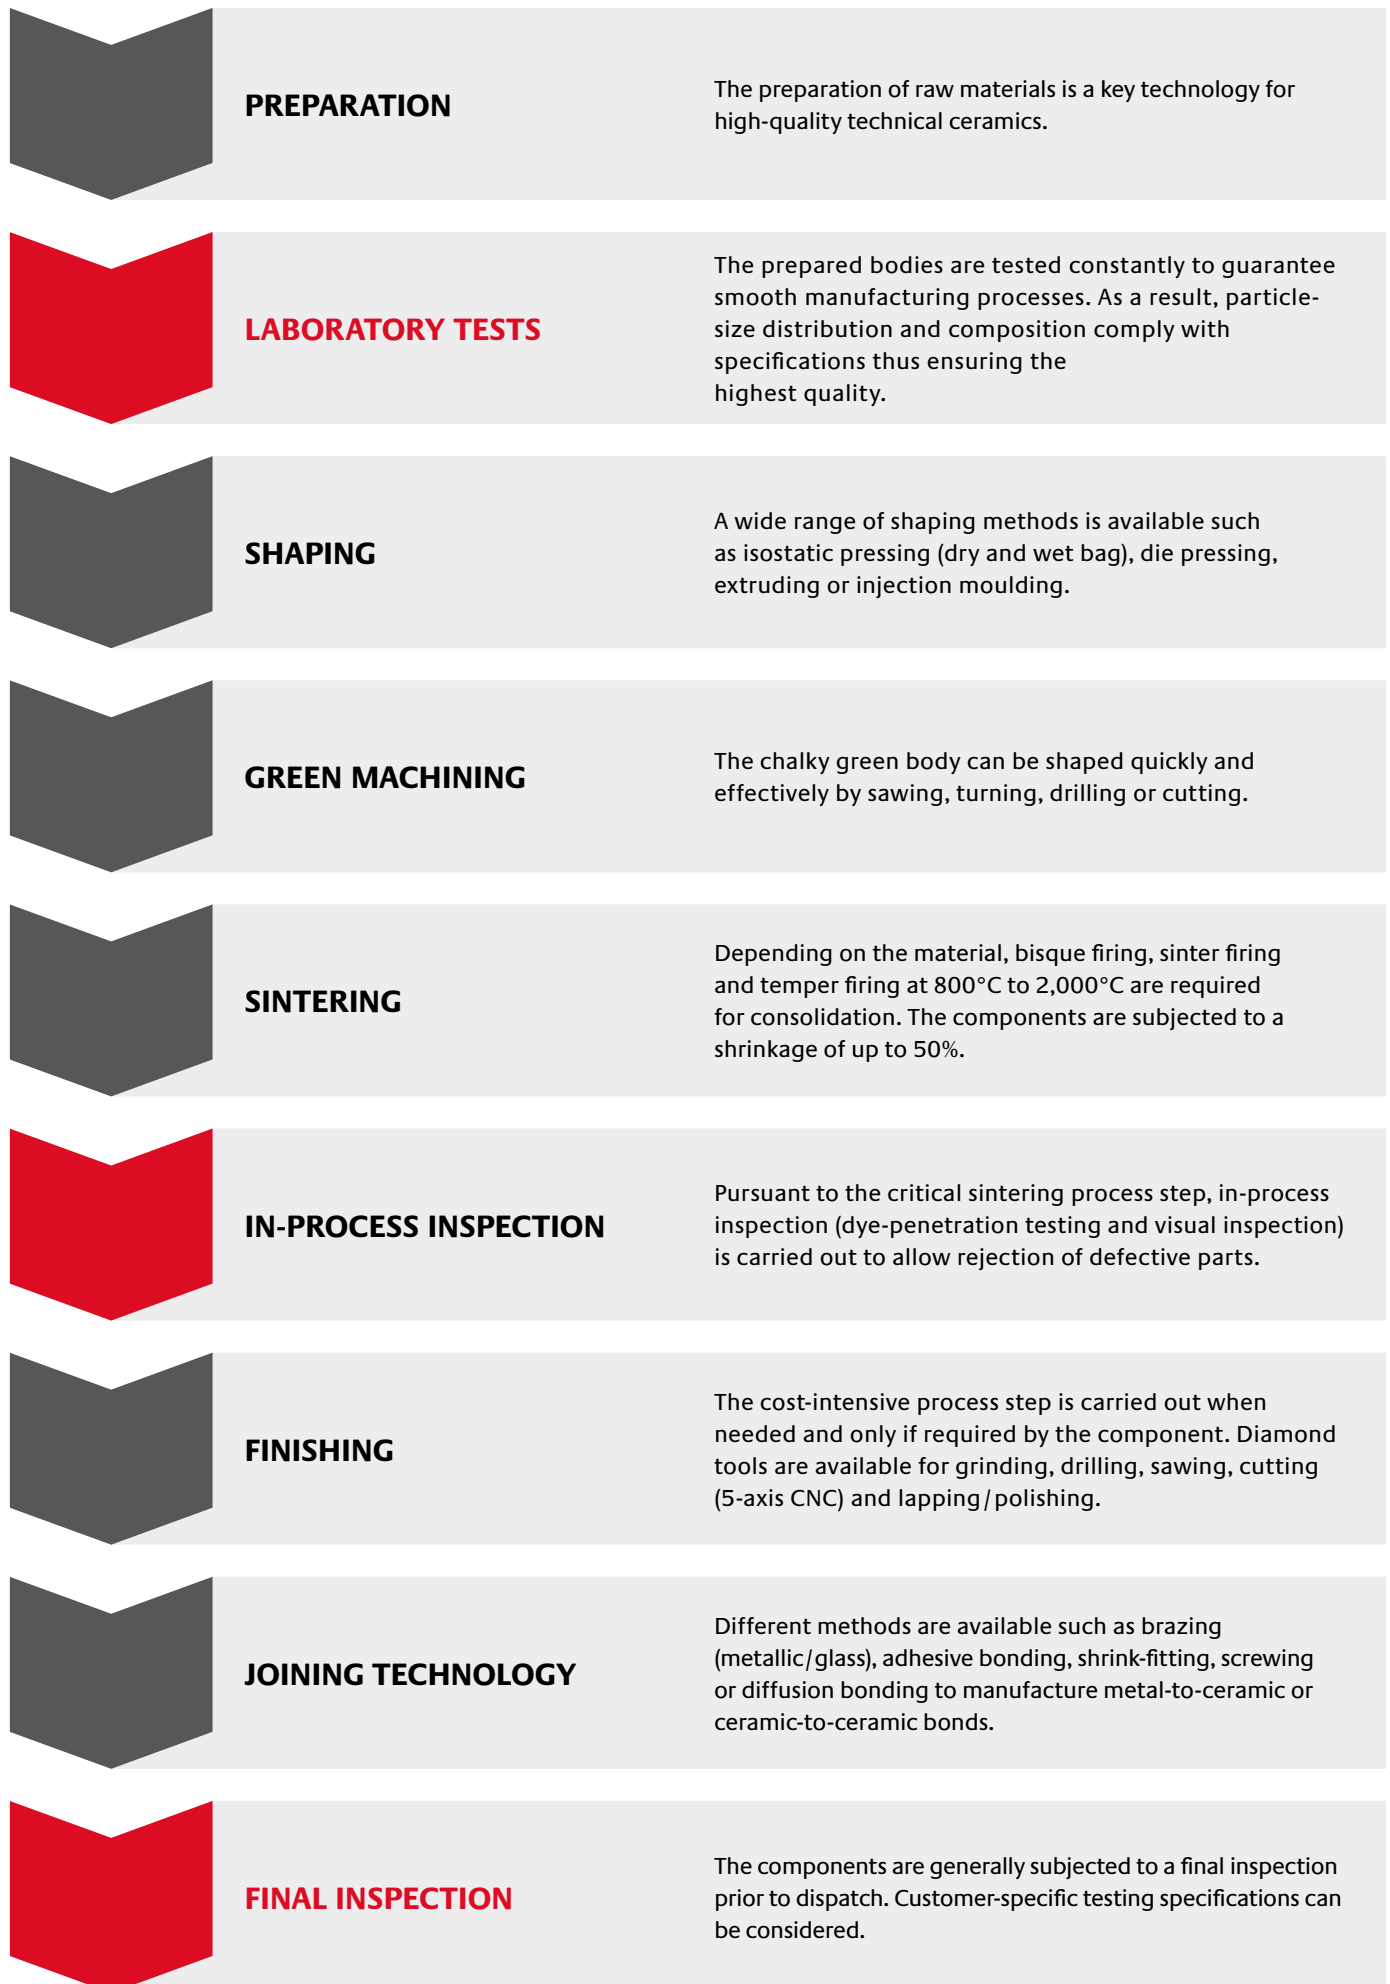 PREPARATION
The preparation of raw materials is a key technology for
high-quality technical ceramics.
LABORATORY TESTS
The prepared bodies are tested constantly to guarantee
smooth manufacturing processes. As a result, particle-
size distribution and composition comply with
specifications thus ensuring the
highest quality.
SHAPING
A wide range of shaping methods is available such
as isostatic pressing (dry and wet bag), die pressing,
extruding or injection moulding.
GREEN MACHINING
The chalky green body can be shaped quickly and
effectively by sawing, turning, drilling or cutting.
SINTERING
Depending on the material, bisque firing, sinter firing
and temper firing at 800°C to 2,000°C are required
for consolidation. The components are subjected to a
shrinkage of up to 50%.
IN-PROCESS INSPECTION
Pursuant to the critical sintering process step, in-process
inspection (dye-penetration testing and visual inspection)
is carried out to allow rejection of defective parts.
FINISHING
The cost-intensive process step is carried out when
needed and only if required by the component. Diamond
tools are available for grinding, drilling, sawing, cutting
(5-axis CNC) and lapping/polishing.
JOINING TECHNOLOGY
Different methods are available such as brazing
(metallic/glass), adhesive bonding, shrink-fitting, screwing
or diffusion bonding to manufacture metal-to-ceramic or
ceramic-to-ceramic bonds.
FINAL INSPECTION
The components are generally subjected to a final inspection
prior to dispatch. Customer-specific testing specifications can
be considered.